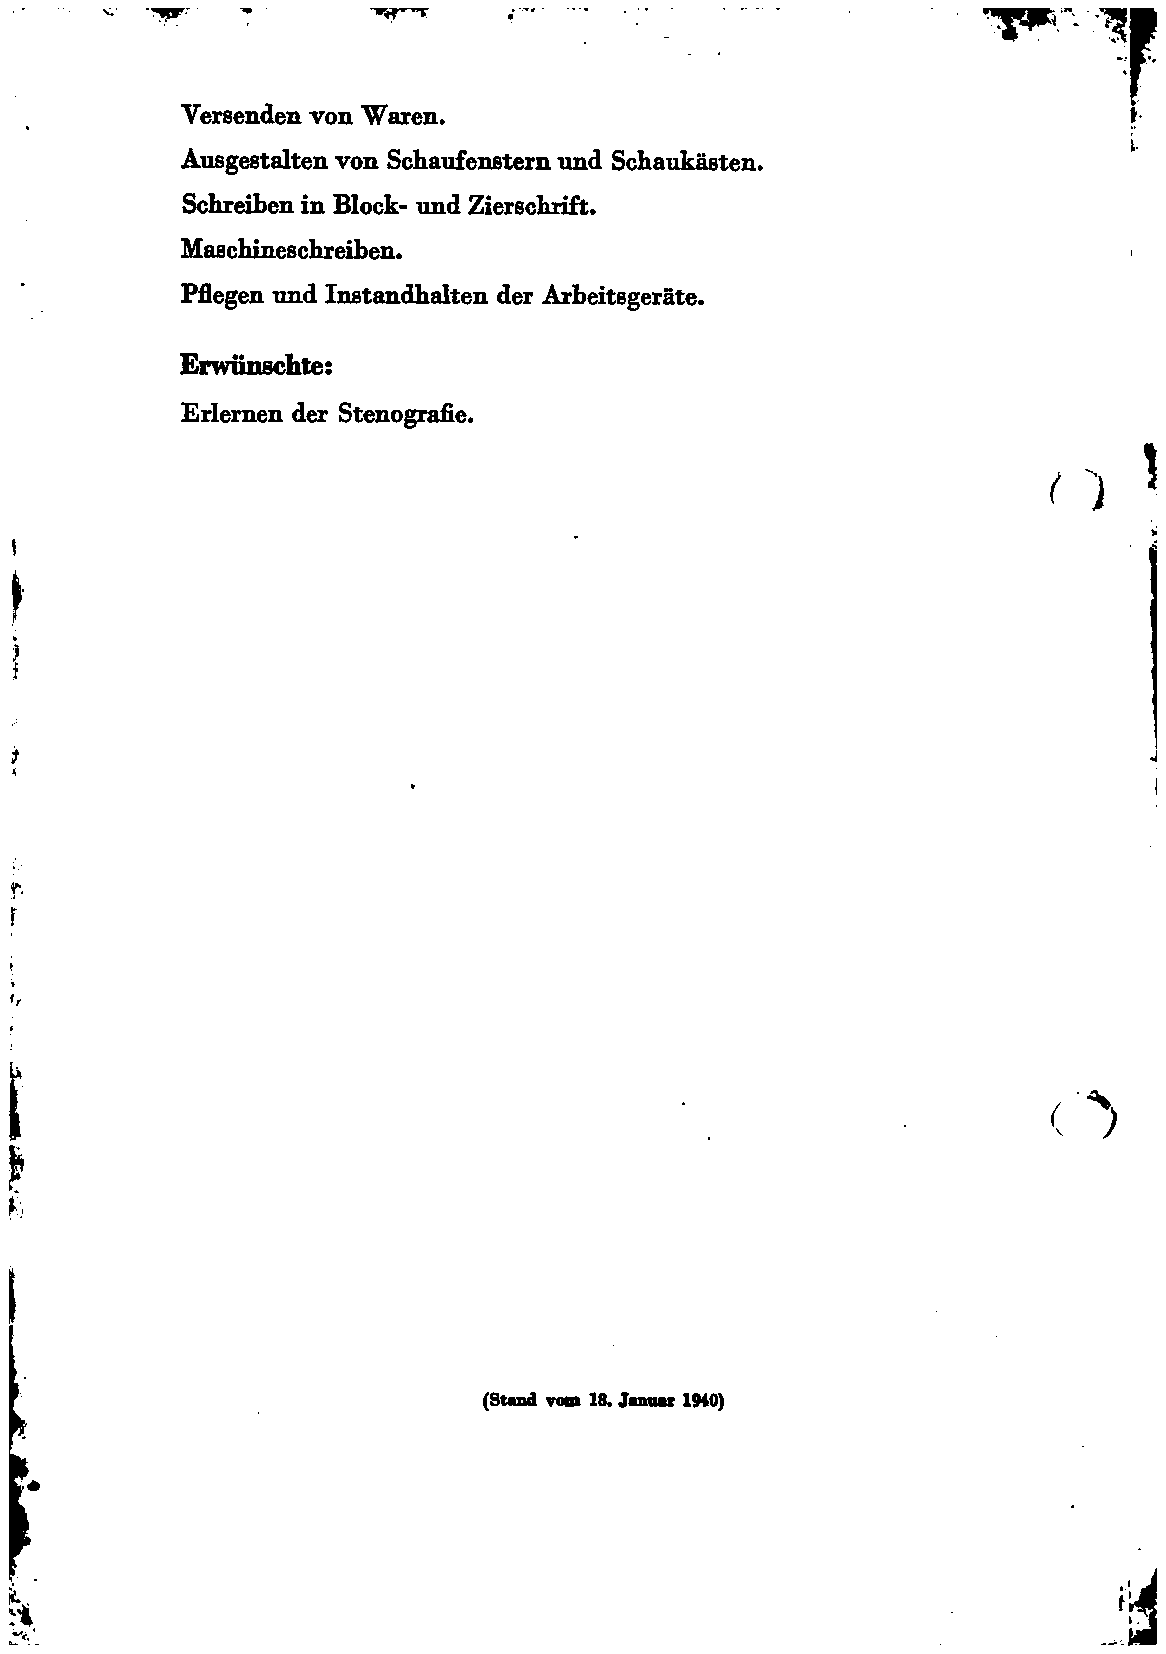 Versenden von Waren.
Ausgestalten von Schaufenstern und Schaukästen.
Schreiben in Block- und Zierschrift.
Maschineschreiben.
Pflegen und Instandhalten der Arbeitsgeräte.
Erwünschte:
Erlernen der Stenografie.
(Stand vom 18. Januar 1940)